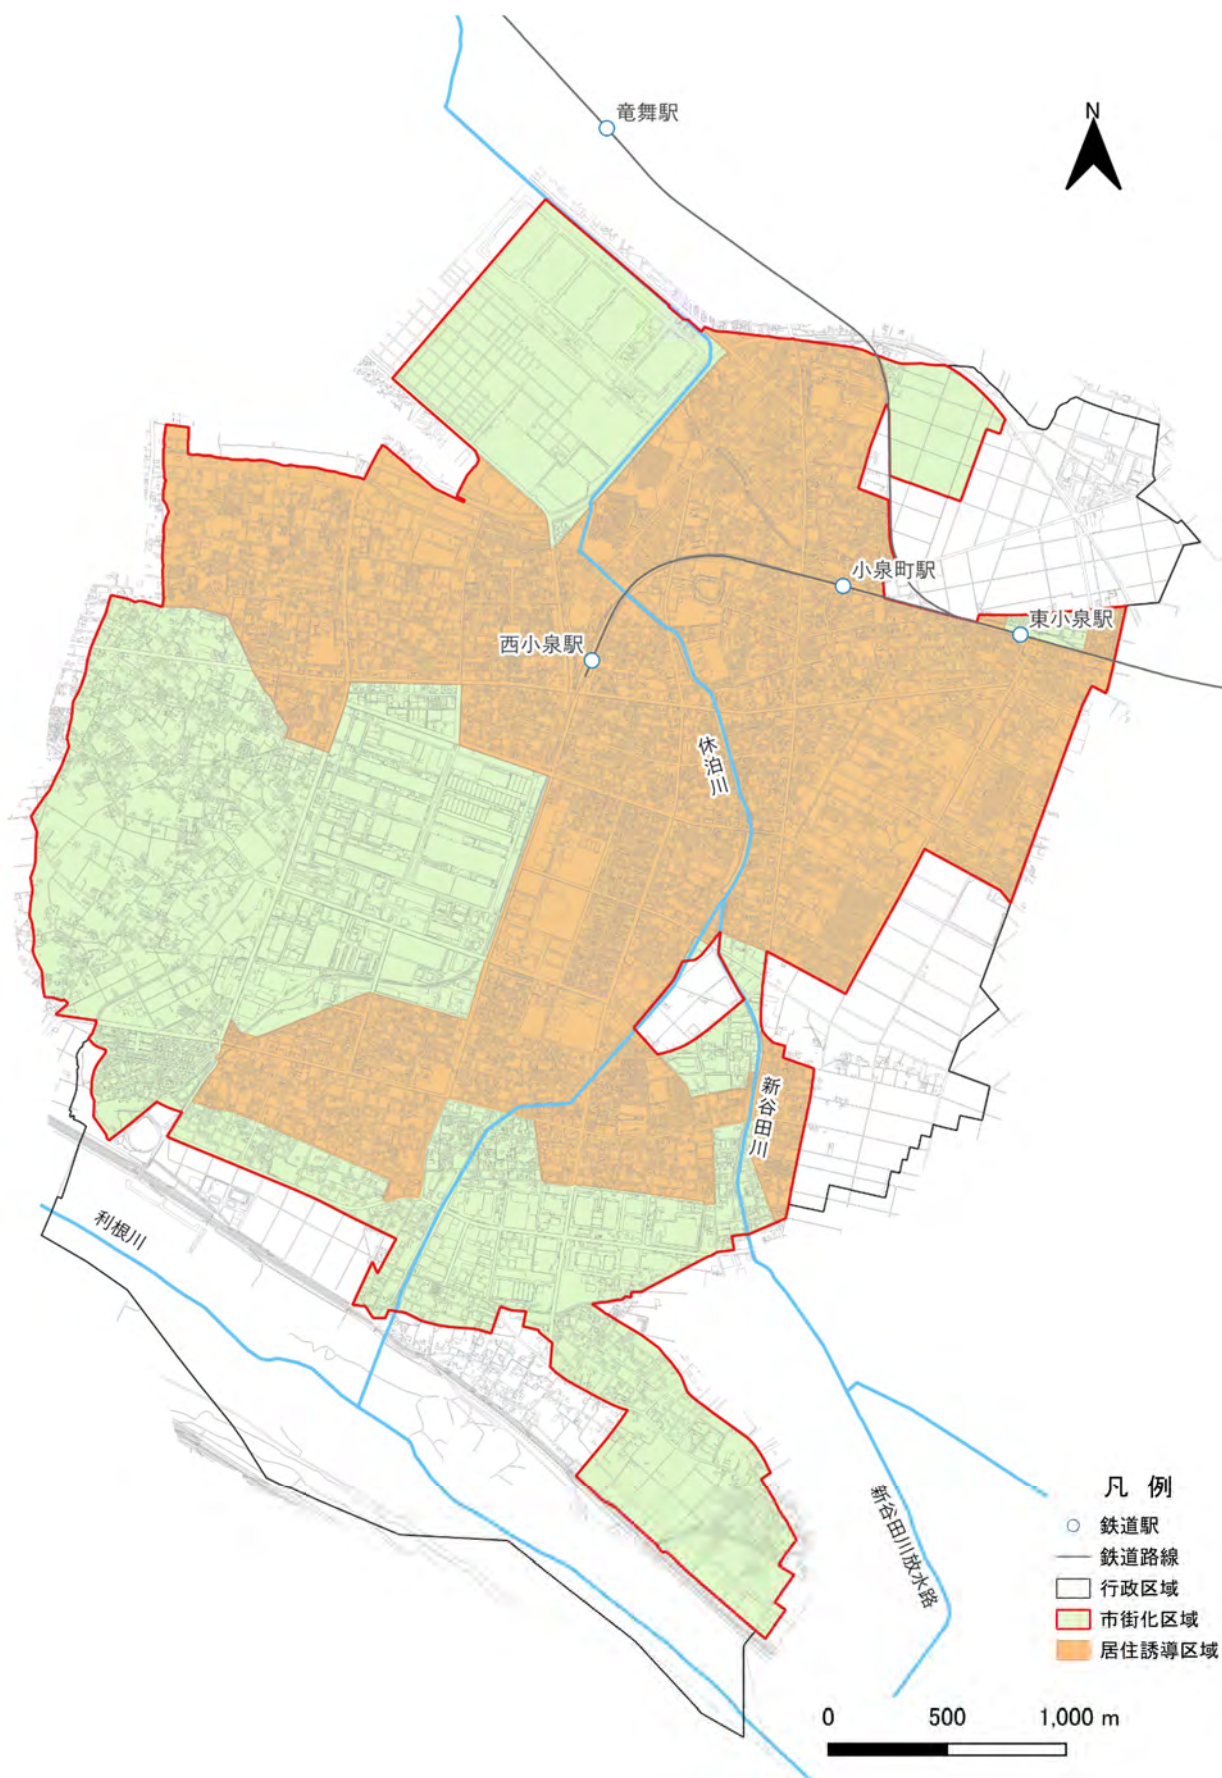 竜舞駅
N
小泉町駅
東小泉駅
西小泉駅
休泊川
新谷田川
利根川
新谷田川放水路
凡 例
鉄道駅
鉄道路線
行政区域
市街化区域
居住誘導区域
0 500 1,000 m